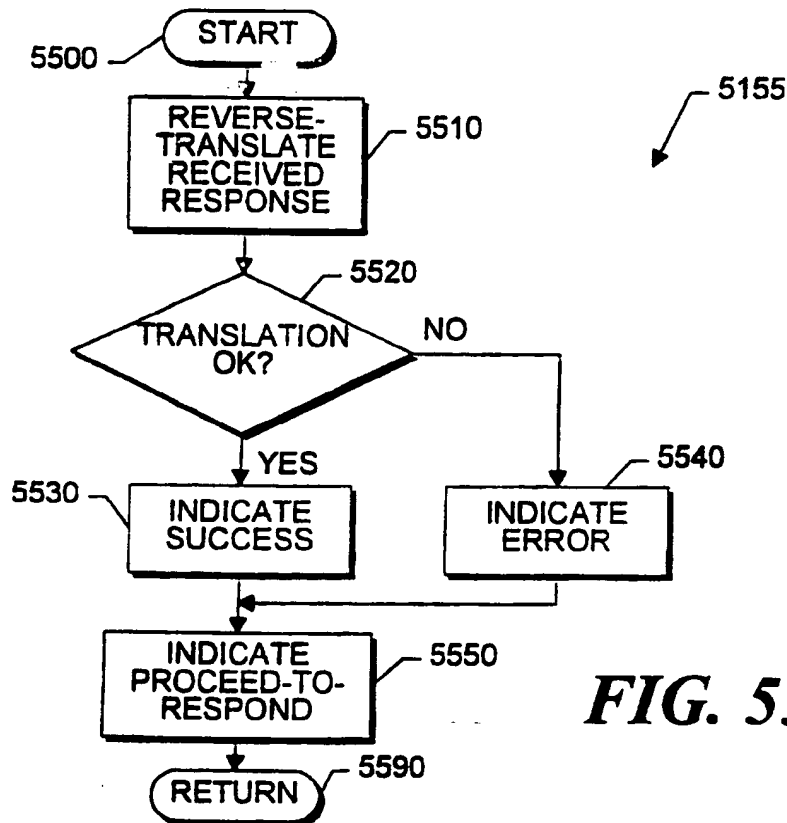 START
5500
5155
REVERSE-
TRANSLATE
RECEIVED
RESPONSE
5510
5520
TRANSLATION
OK?
NO
YES
5530
INDICATE
SUCCESS
5540
INDICATE
ERROR
INDICATE
PROCEED-TO-
RESPOND
5550
FIG. 5
RETURN
5590